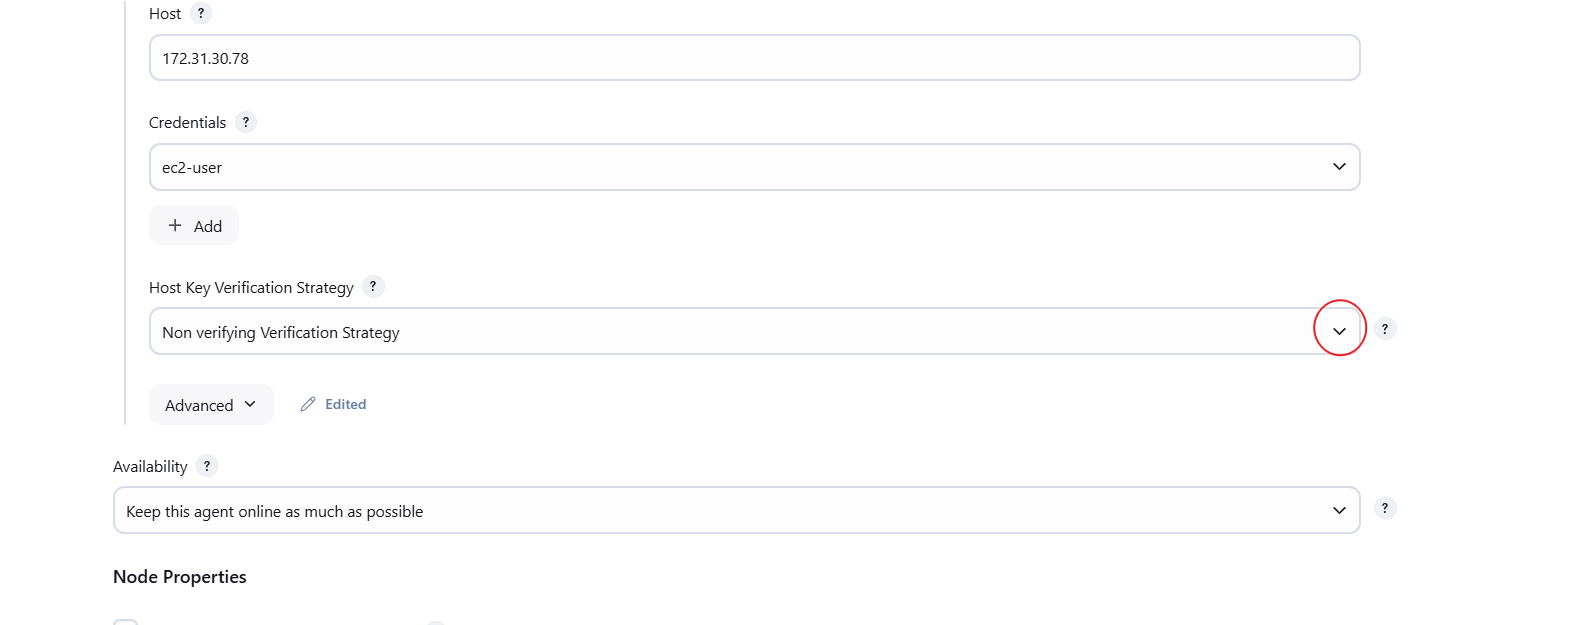 Host ?
172.31.30.78
Credentials ?
ec2-user
+ Add
Host Key Verification Strategy ?
Non verifying Verification Strategy ?
Advanced Edited
Availability ?
Keep this agent online as much as possible ?
Node Properties